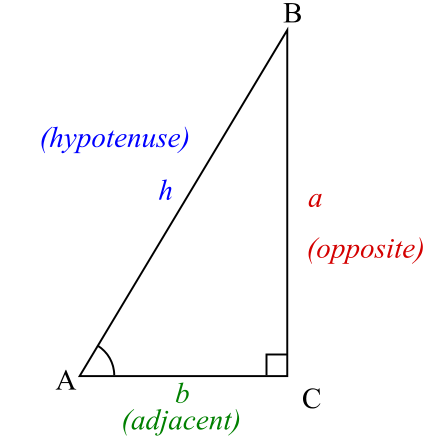 B
(hypotenuse)
h
a
(opposite)
A
b
C
(adjacent)